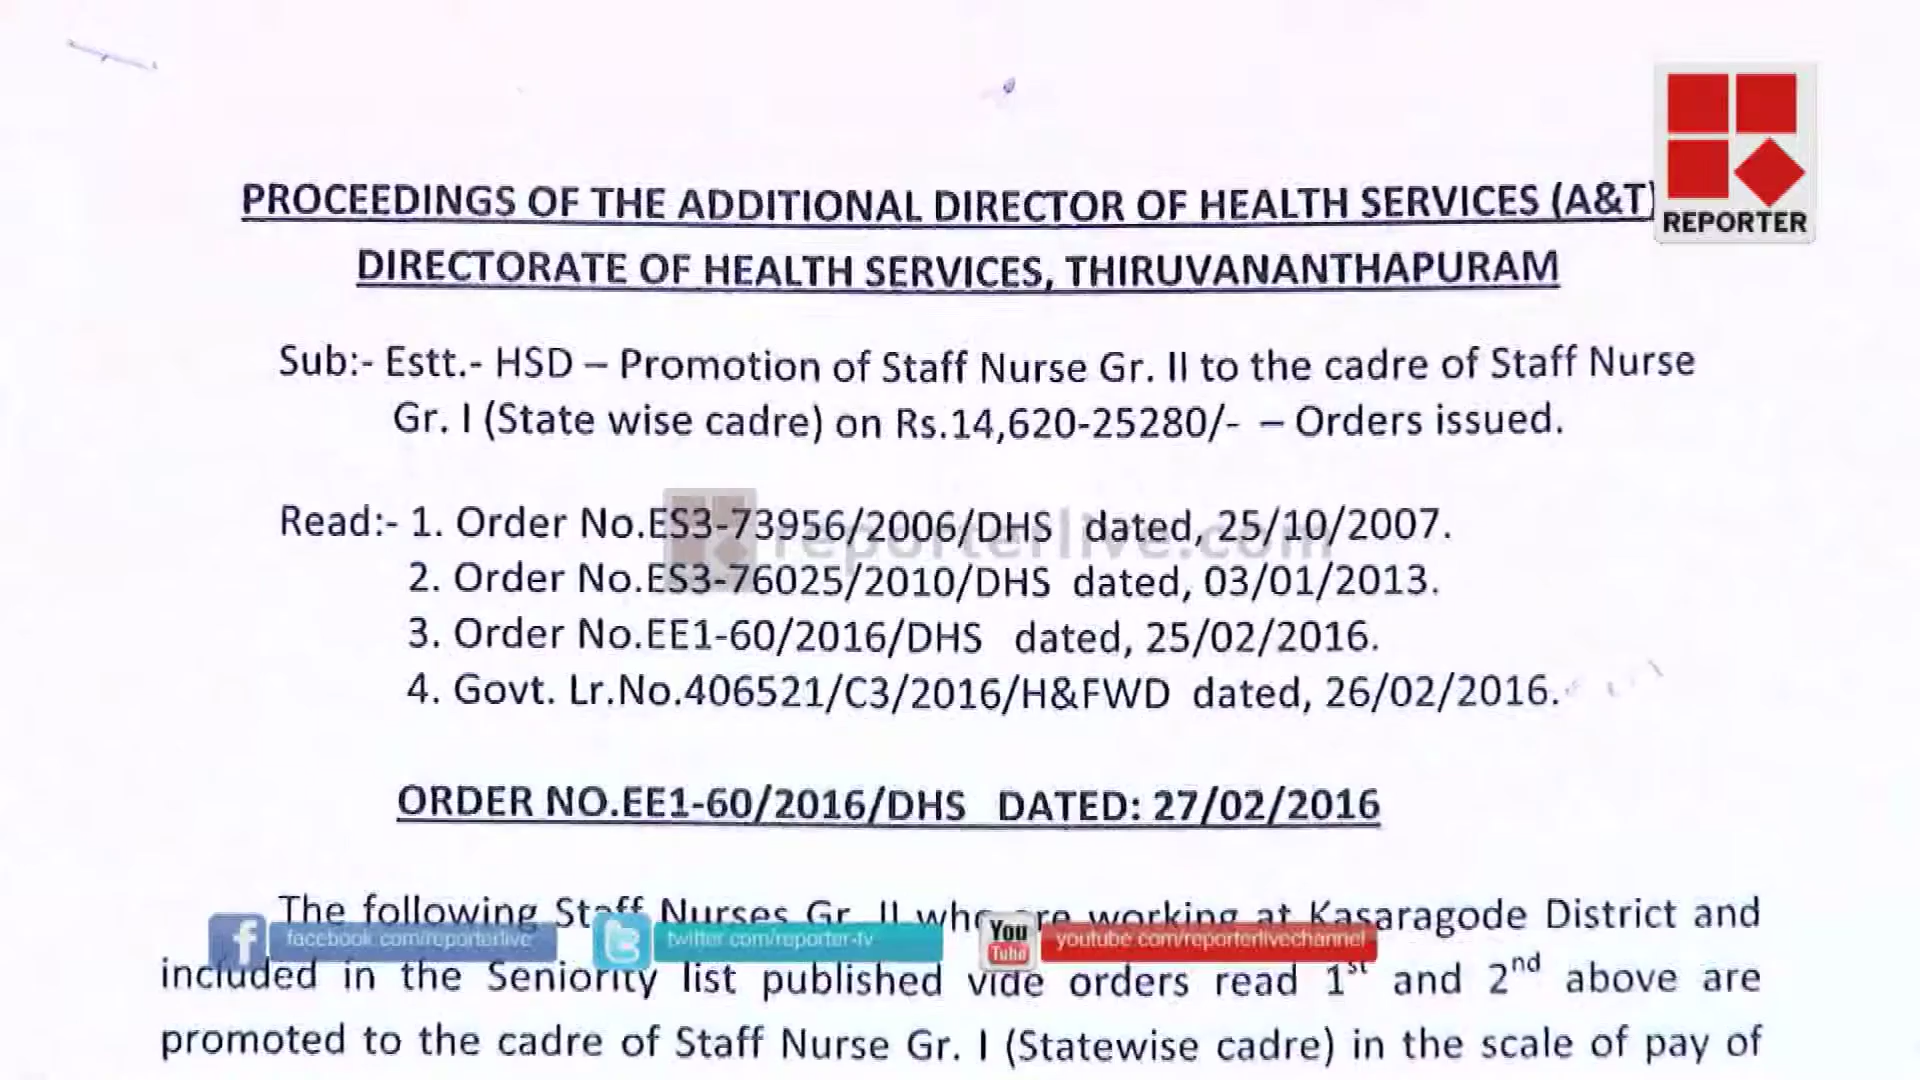 PROCEEDINGS OF THE ADDITIONAL DIRECTOR OF HEALTH SERVICES (A&T)
REPORTER
DIRECTORATE OF HEALTH SERVICES, THIRUVANANTHAPURAM
Sub:- Estt.- HSD – Promotion of Staff Nurse Gr. II to the cadre of Staff Nurse
Gr. I (State wise cadre) on Rs.14,620-25280/- – Orders issued.
Read:- 1. Order No.ES3-73956/2006/DHS dated, 25/10/2007.
reporterlive.com
2. Order No.ES3-76025/2010/DHS dated, 03/01/2013.
3. Order No.EE1-60/2016/DHS dated, 25/02/2016.
4. Govt. Lr.No.406521/C3/2016/H&FWD dated, 26/02/2016.
ORDER NO.EE1-60/2016/DHS DATED: 27/02/2016
The following Staff Nurses Gr. II who are working at Kasaragode District and
facebook.com/reporterlive twitter.com/reporter-tv You Tube youtube.com/reporterlivechannel
included in the Seniority list published vide orders read 1st and 2nd above are
promoted to the cadre of Staff Nurse Gr. I (Statewise cadre) in the scale of pay of